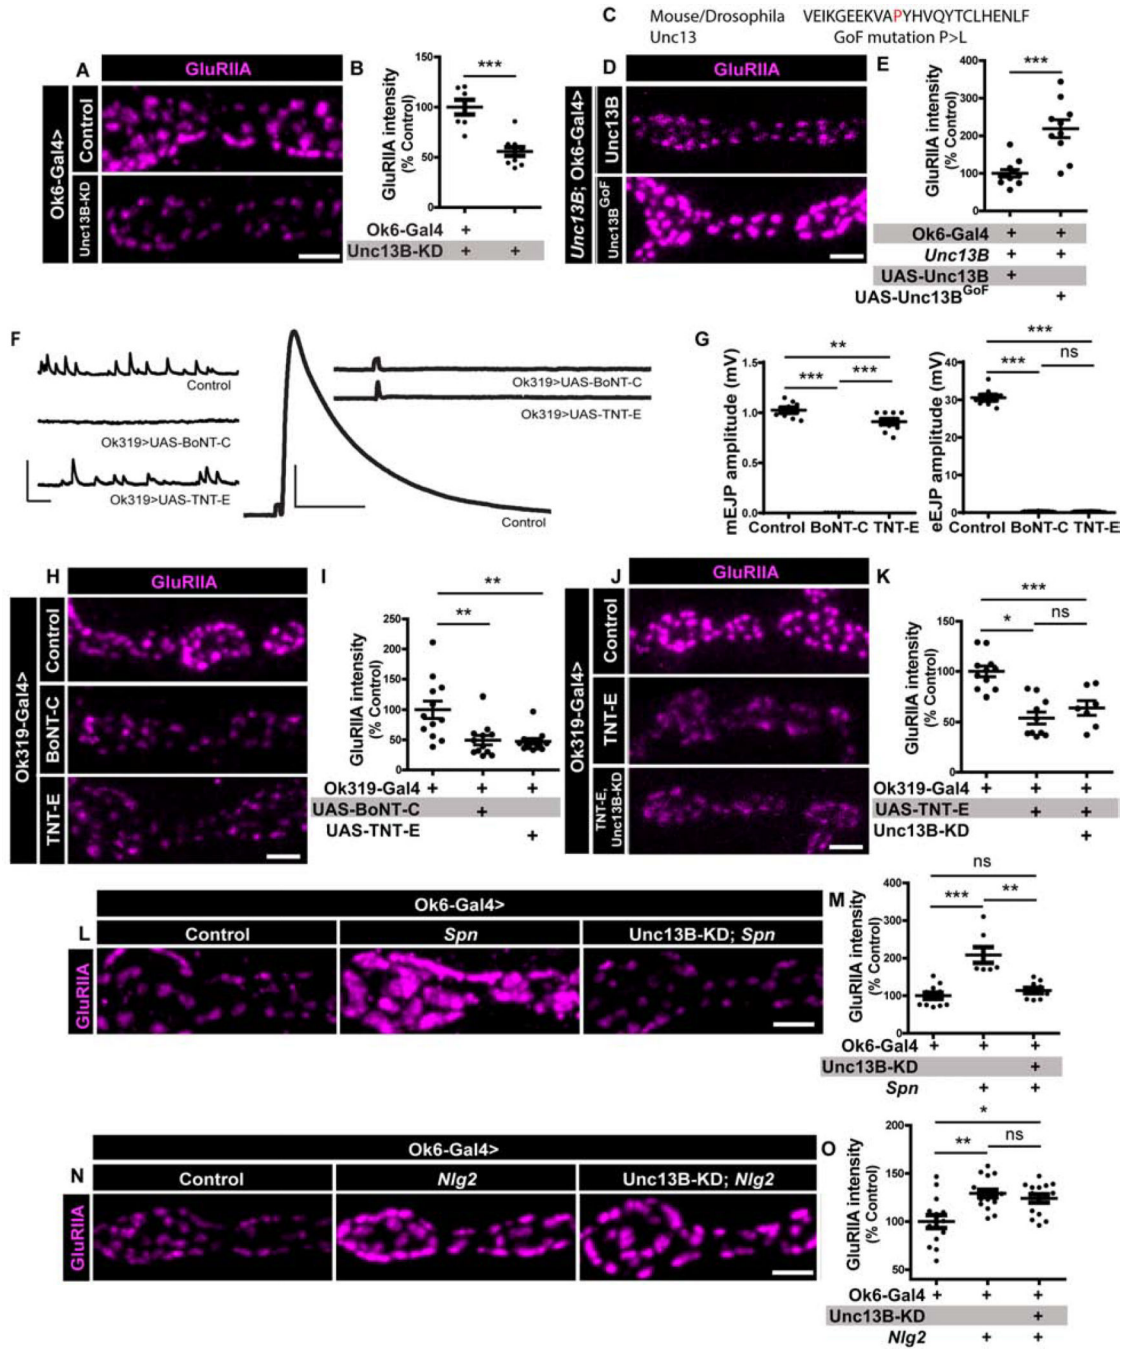 C Mouse/Drosophila VEIKGEEKVAPYHVQYTCLHENLF
Unc13 GoF mutation P>L
A GluRIIA
Ok6-Gal4>
Control
Unc13B-KD
B
***
GluRIIA intensity
(% Control)
150
100
50
0
Ok6-Gal4 +
Unc13B-KD + +
D GluRIIA
Unc13B; Ok6-Gal4>
Unc13B
Unc13B GoF
E
***
GluRIIA intensity
(% Control)
400
300
200
100
0
Ok6-Gal4 + +
Unc13B + +
UAS-Unc13B +
UAS-Unc13BGoF +
F
Control
Ok319>UAS-BoNT-C
Ok319>UAS-TNT-E
Control
Ok319>UAS-BoNT-C
Ok319>UAS-TNT-E
G
**
*** ***
mEJP amplitude (mV)
1.5
1.0
0.5
0.0
Control BoNT-C TNT-E
***
*** ns
eEJP amplitude (mV)
40
30
20
10
0
Control BoNT-C TNT-E
H GluRIIA
Ok319-Gal4>
Control
BoNT-C
TNT-E
I
**
**
GluRIIA intensity
(% Control)
250
200
150
100
50
0
Ok319-Gal4 + + +
UAS-BoNT-C +
UAS-TNT-E +
J GluRIIA
Ok319-Gal4>
Control
TNT-E
TNT-E,
Unc13B-KD
K
***
* ns
GluRIIA intensity
(% Control)
150
100
50
0
Ok319-Gal4 + + +
UAS-TNT-E + +
Unc13B-KD +
Ok6-Gal4>
L Control Spn Unc13B-KD; Spn
GluRIIA
M
ns
*** **
GluRIIA intensity
(% Control)
400
300
200
100
0
Ok6-Gal4 + + +
Unc13B-KD +
Spn + +
Ok6-Gal4>
N Control Nlg2 Unc13B-KD; Nlg2
GluRIIA
O
*
** ns
GluRIIA intensity
(% Control)
200
150
100
50
Ok6-Gal4 + + +
Unc13B-KD +
Nlg2 + +